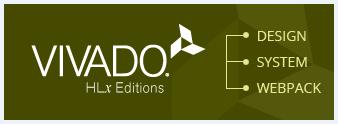 VIVADO.
HLx Editions
DESIGN
SYSTEM
WEBPACK